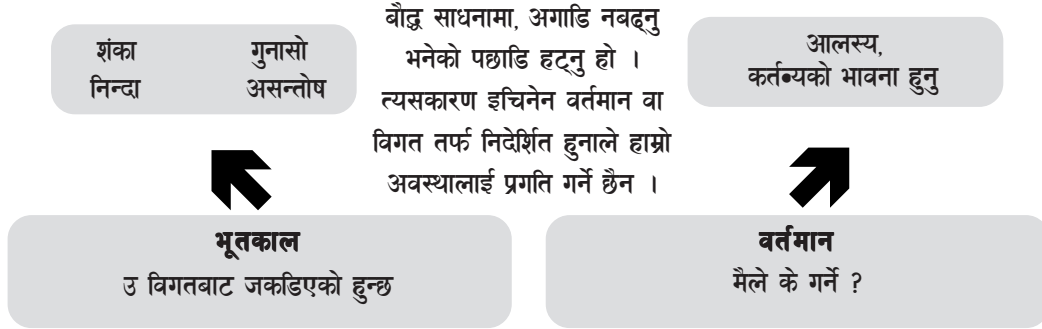 शंका गुनासो
निन्दा असन्तोष
बौद्ध साधनामा, अगाडि नबढ्नु
भनेको पछाडि हट्नु हो ।
त्यसकारण इचिनेन वर्तमान वा
विगत तर्फ निदेर्शित हुनाले हाम्रो
अवस्थालाई प्रगति गर्ने छैन ।
आलस्य,
कर्तब्यको भावना हुनु
भूतकाल
उ विगतबाट जकडिएको हुन्छ
वर्तमान
मैले के गर्ने ?